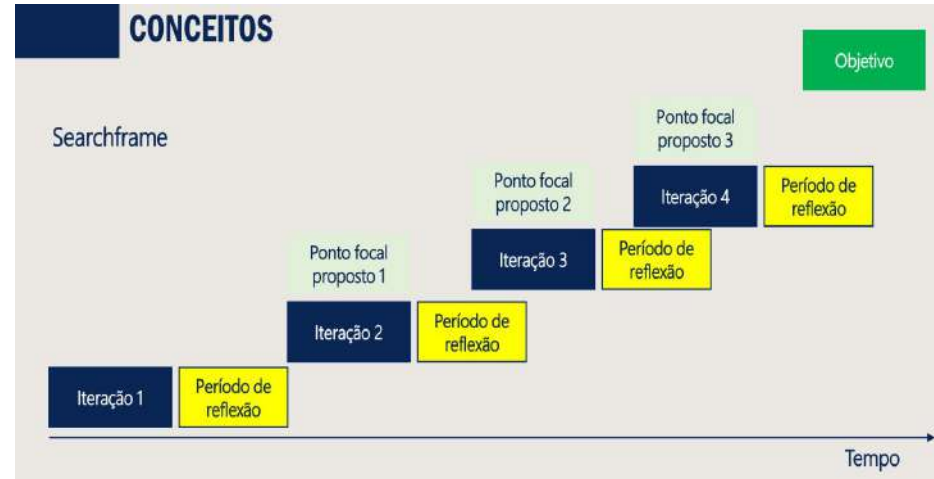 CONCEITOS
Objetivo
Searchframe
Ponto focal
proposto 3
Iteração 4
Período de
reflexão
Ponto focal
proposto 2
Iteração 3
Período de
reflexão
Ponto focal
proposto 1
Iteração 2
Período de
reflexão
Iteração 1
Período de
reflexão
Tempo